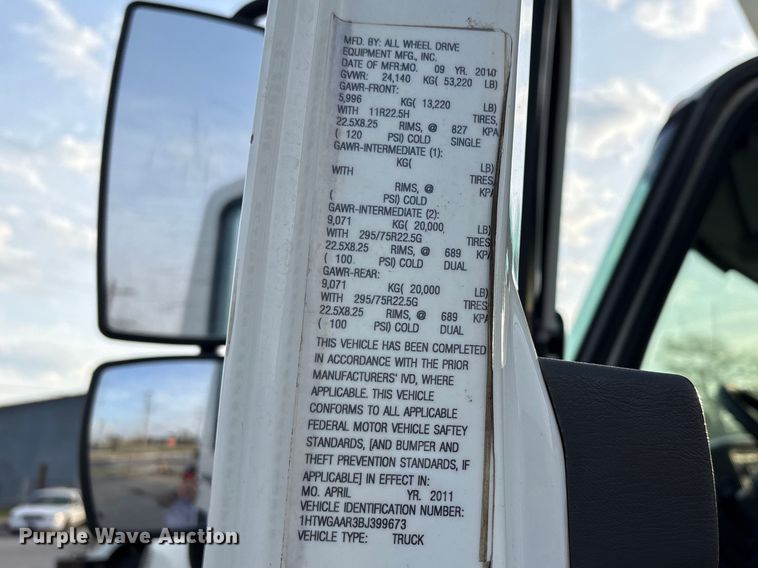 MFD. BY: ALL WHEEL DRIVE
EQUIPMENT MFG., INC.
DATE OF MFR:MO. 09 YR. 2010
GVWR: 24,140 KG( 53,220 LB)
GAWR-FRONT:
5,996 KG( 13,220 LB)
WITH 11R22.5H TIRES,
22.5X8.25 RIMS, @ 827 KPA
( 120 PSI) COLD SINGLE
GAWR-INTERMEDIATE (1):
KG( LB)
WITH TIRES
RIMS, @ KPA
( PSI) COLD
GAWR-INTERMEDIATE (2):
9,071 KG( 20,000 LB)
WITH 295/75R22.5G TIRES
22.5X8.25 RIMS, @ 689 KPA
( 100 PSI) COLD DUAL
GAWR-REAR:
9,071 KG( 20,000 LB)
WITH 295/75R22.5G TIRES
22.5X8.25 RIMS, @ 689 KPA
( 100 PSI) COLD DUAL
THIS VEHICLE HAS BEEN COMPLETED
IN ACCORDANCE WITH THE PRIOR
MANUFACTURERS' IVD, WHERE
APPLICABLE. THIS VEHICLE
CONFORMS TO ALL APPLICABLE
FEDERAL MOTOR VEHICLE SAFTEY
STANDARDS, [AND BUMPER AND
THEFT PREVENTION STANDARDS, IF
APPLICABLE] IN EFFECT IN:
MO. APRIL YR. 2011
VEHICLE IDENTIFICATION NUMBER:
1HTWGAAR3BJ399673
VEHICLE TYPE: TRUCK
Purple Wave Auction®